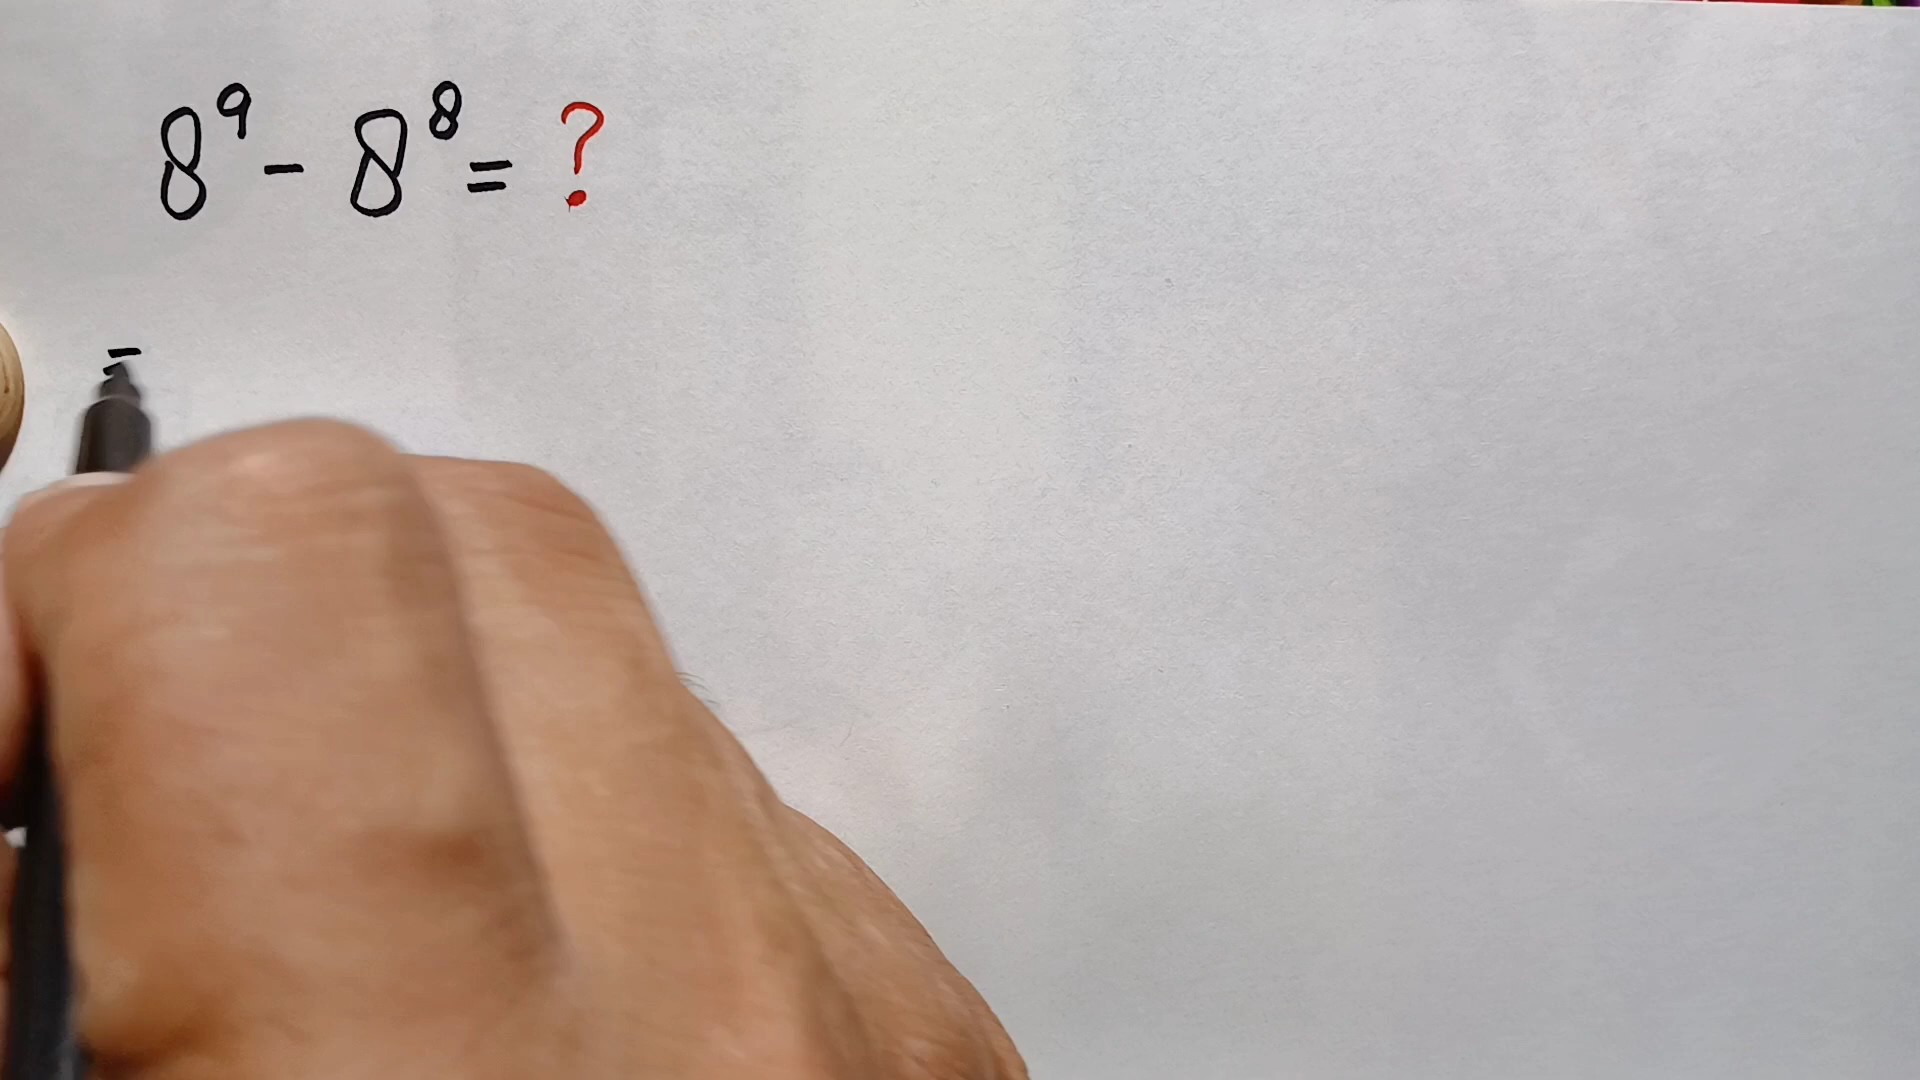 8⁹ - 8⁸ = ?
=